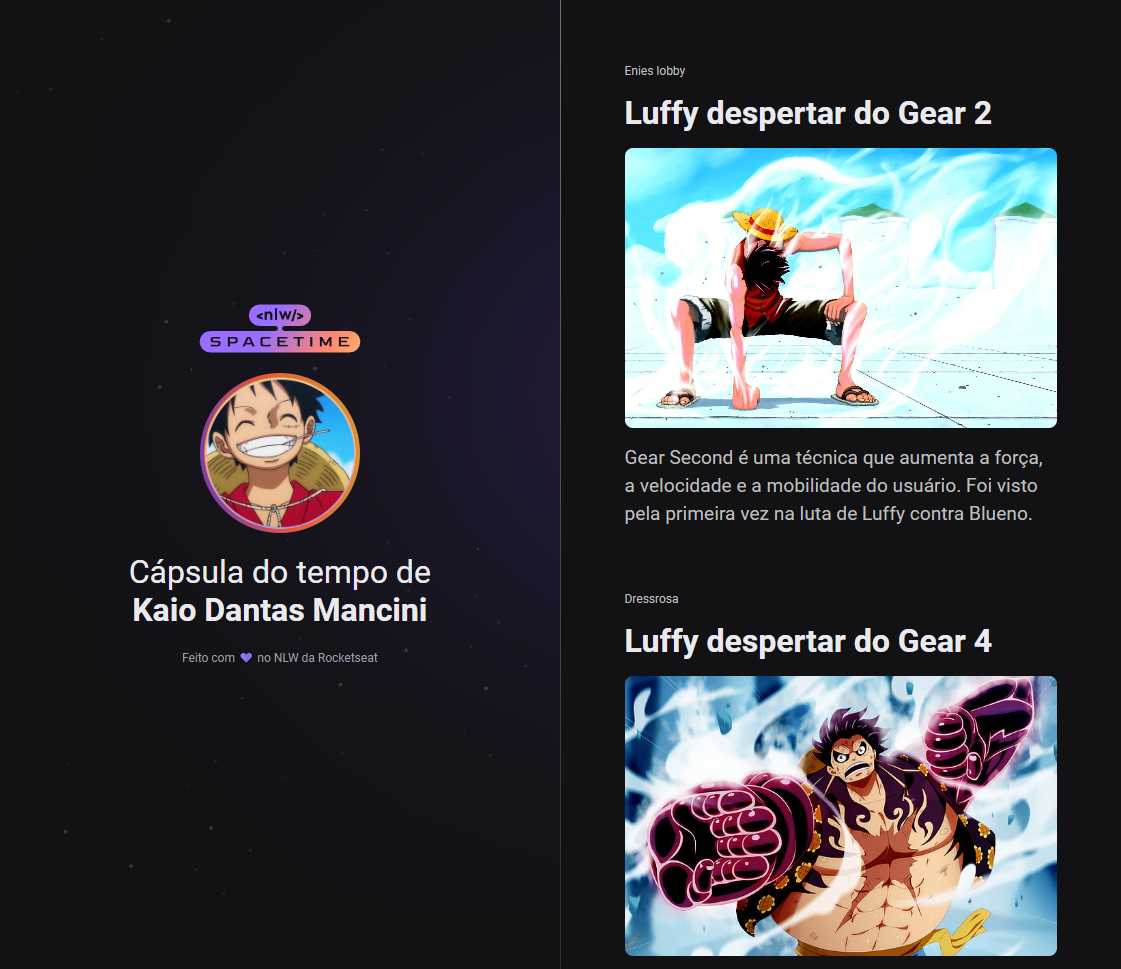 <nlw/>
SPACETIME
Cápsula do tempo de
Kaio Dantas Mancini
Feito com 💜 no NLW da Rocketseat
Enies lobby
Luffy despertar do Gear 2
Gear Second é uma técnica que aumenta a força,
a velocidade e a mobilidade do usuário. Foi visto
pela primeira vez na luta de Luffy contra Blueno.
Dressrosa
Luffy despertar do Gear 4